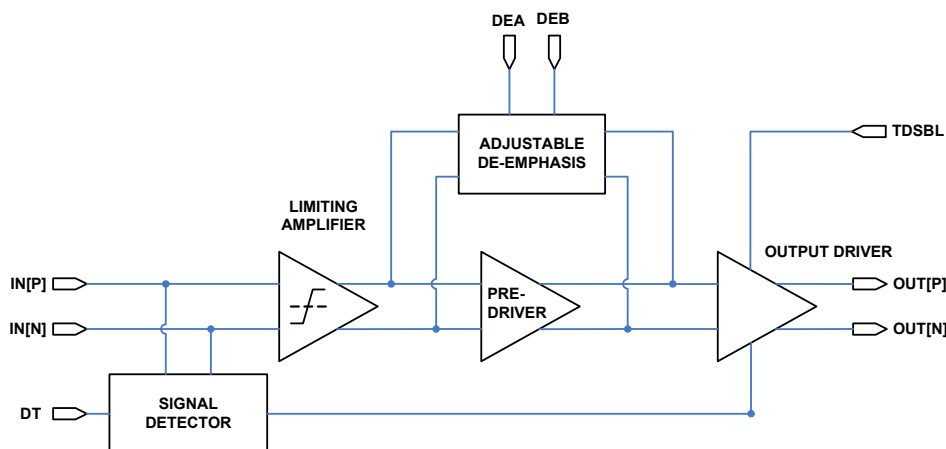 DEA
DEB
ADJUSTABLE
DE-EMPHASIS
TDSBL
LIMITING
AMPLIFIER
OUTPUT DRIVER
IN[P]
PRE-
DRIVER
OUT[P]
IN[N]
OUT[N]
DT
SIGNAL
DETECTOR